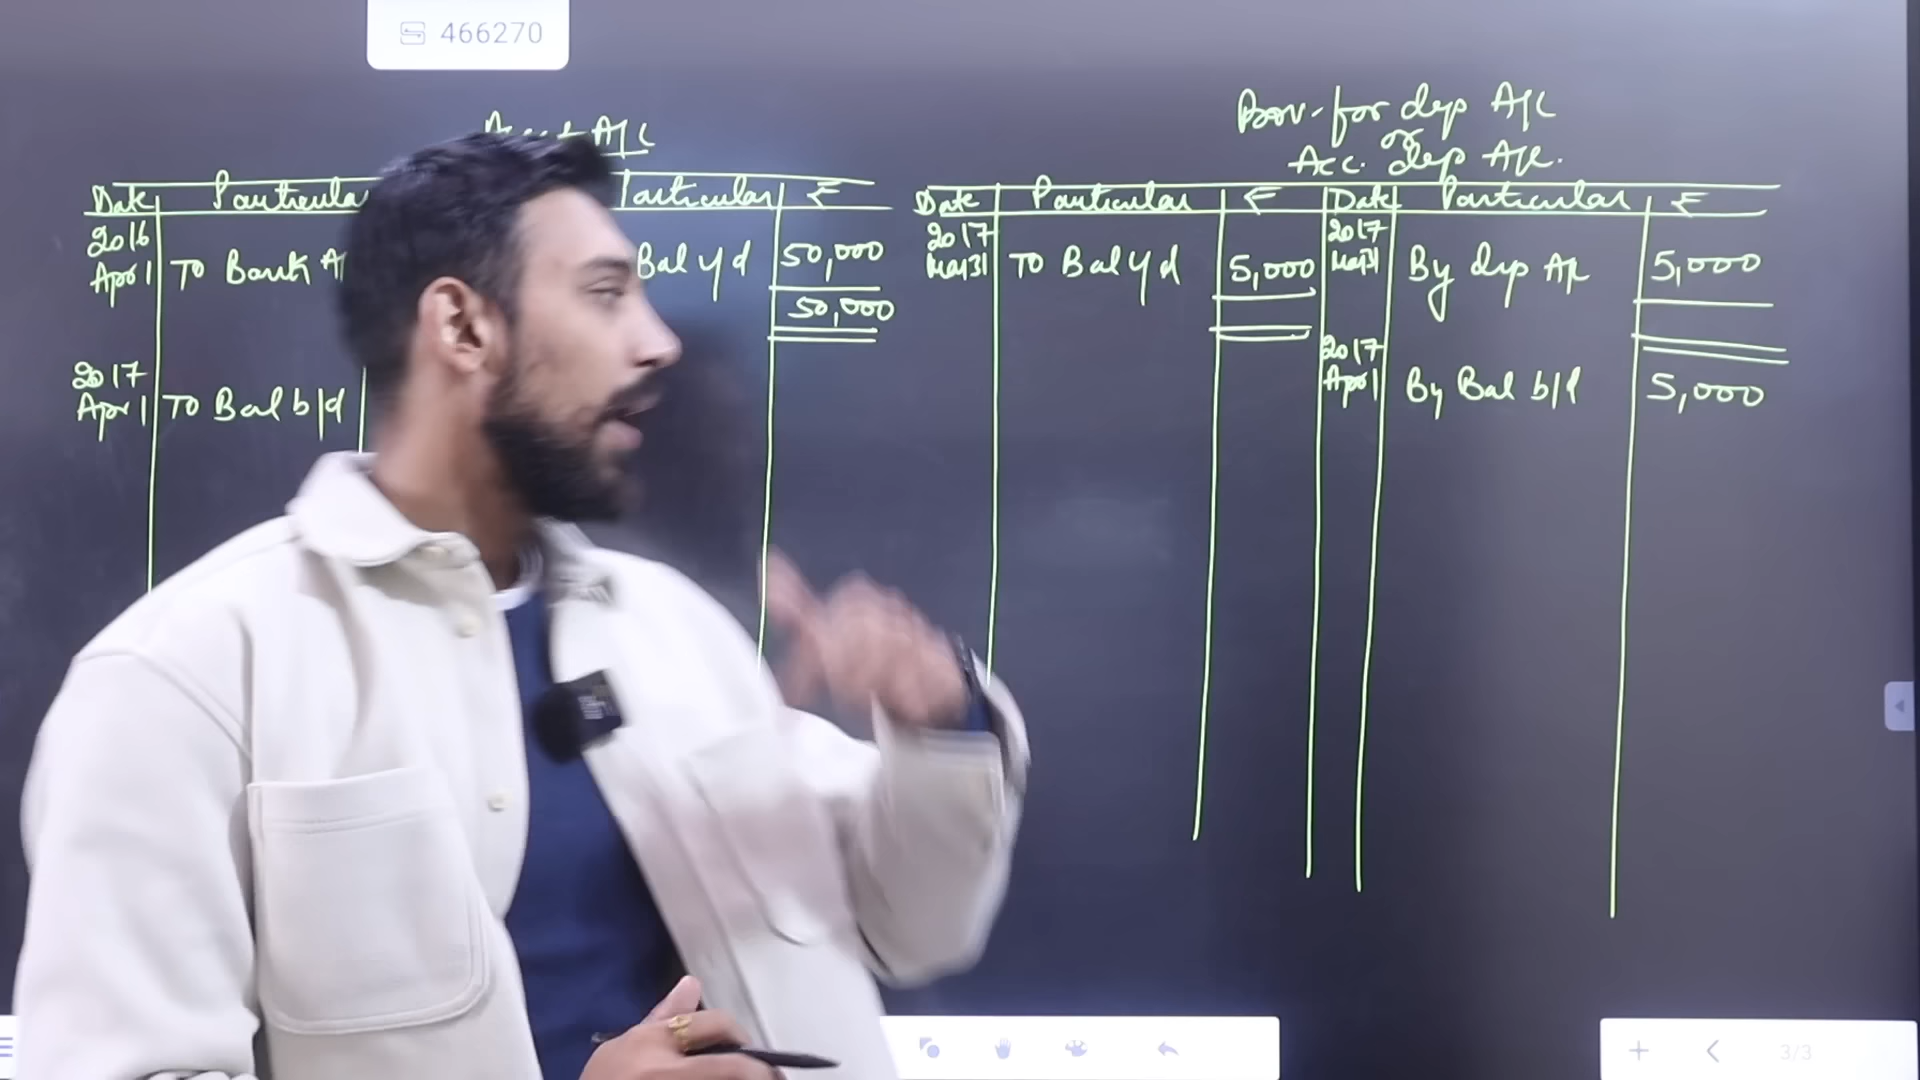 466270
A/c
Date Particular Particular ₹
2016
Apr 1 To Bank A/ Bal c/d 50,000
50,000
2017
Apr 1 To Bal b/d
Prov. for dep A/c
or
Acc. dep A/c.
Date Particular ₹ Date Particular ₹
2017 2017
Mar 31 To Bal c/d 5,000 Mar 31 By dep A/c 5,000
2017
Apr 1 By Bal b/d 5,000
3/3